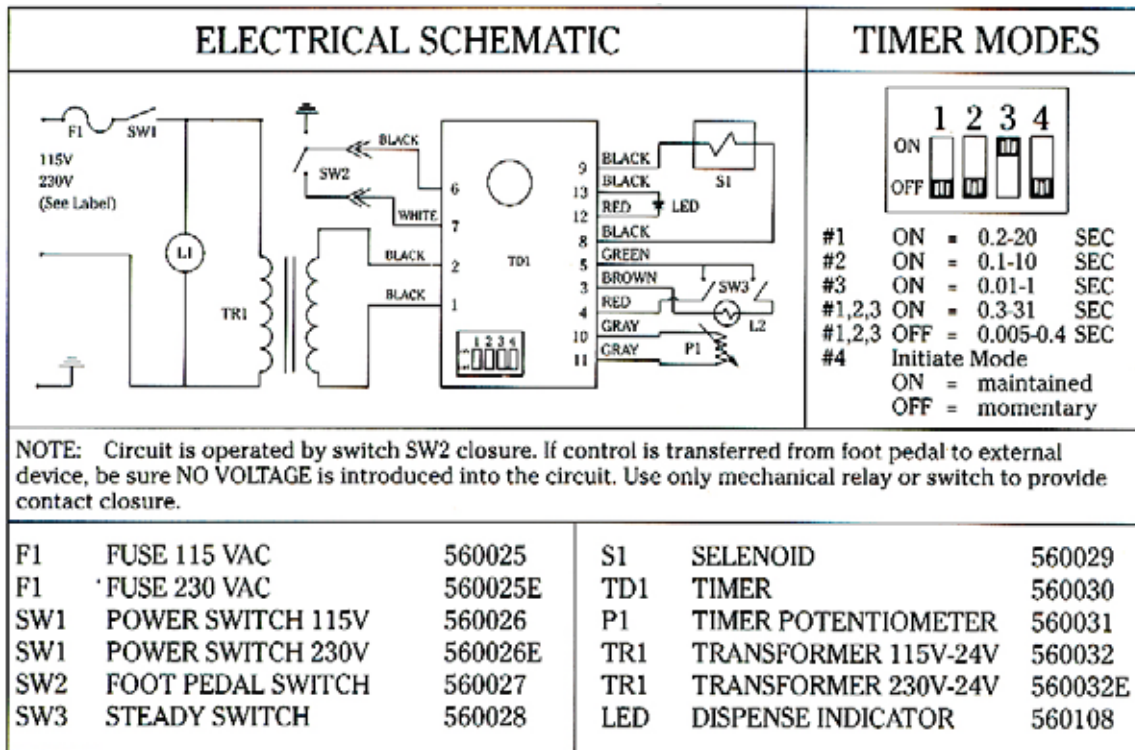 ELECTRICAL SCHEMATIC
TIMER MODES
F1 SW1
115V
230V
(See Label)
L1
TR1
SW2
BLACK
WHITE
BLACK
BLACK
6
7
2
1
TD1
1 2 3 4
9
13
12
8
5
3
4
10
11
BLACK
BLACK
RED
BLACK
GREEN
BROWN
RED
GRAY
GRAY
S1
LED
SW3
L2
P1
1 2 3 4
ON
OFF
#1 ON = 0.2-20 SEC
#2 ON = 0.1-10 SEC
#3 ON = 0.01-1 SEC
#1,2,3 ON = 0.3-31 SEC
#1,2,3 OFF = 0.005-0.4 SEC
#4 Initiate Mode
ON = maintained
OFF = momentary
NOTE: Circuit is operated by switch SW2 closure. If control is transferred from foot pedal to external
device, be sure NO VOLTAGE is introduced into the circuit. Use only mechanical relay or switch to provide
contact closure.
F1 FUSE 115 VAC 560025
F1 FUSE 230 VAC 560025E
SW1 POWER SWITCH 115V 560026
SW1 POWER SWITCH 230V 560026E
SW2 FOOT PEDAL SWITCH 560027
SW3 STEADY SWITCH 560028
S1 SELENOID 560029
TD1 TIMER 560030
P1 TIMER POTENTIOMETER 560031
TR1 TRANSFORMER 115V-24V 560032
TR1 TRANSFORMER 230V-24V 560032E
LED DISPENSE INDICATOR 560108